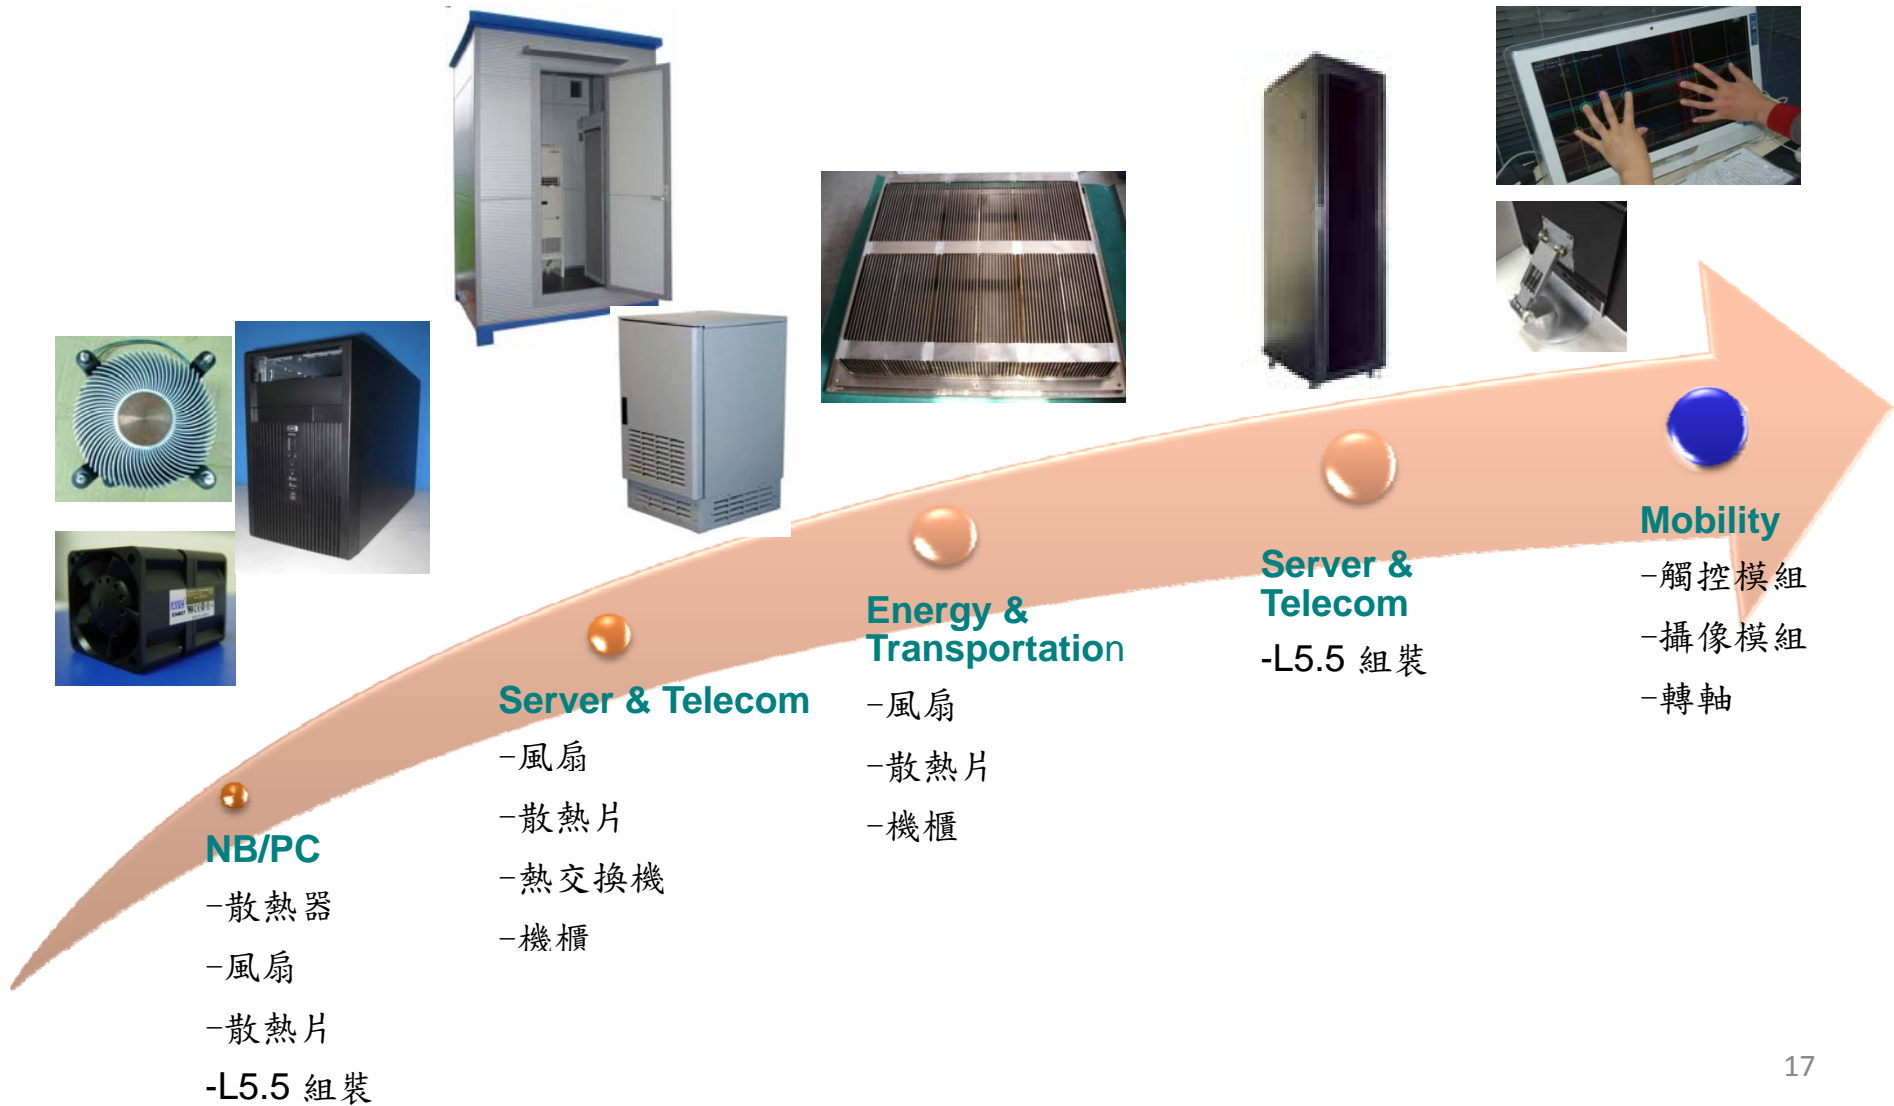 NB/PC
-散熱器
-風扇
-散熱片
-L5.5 組裝
Server & Telecom
-風扇
-散熱片
-熱交換機
-機櫃
Energy &
Transportation
-風扇
-散熱片
-機櫃
Server &
Telecom
-L5.5 組裝
Mobility
-觸控模組
-攝像模組
-轉軸
AVC
17